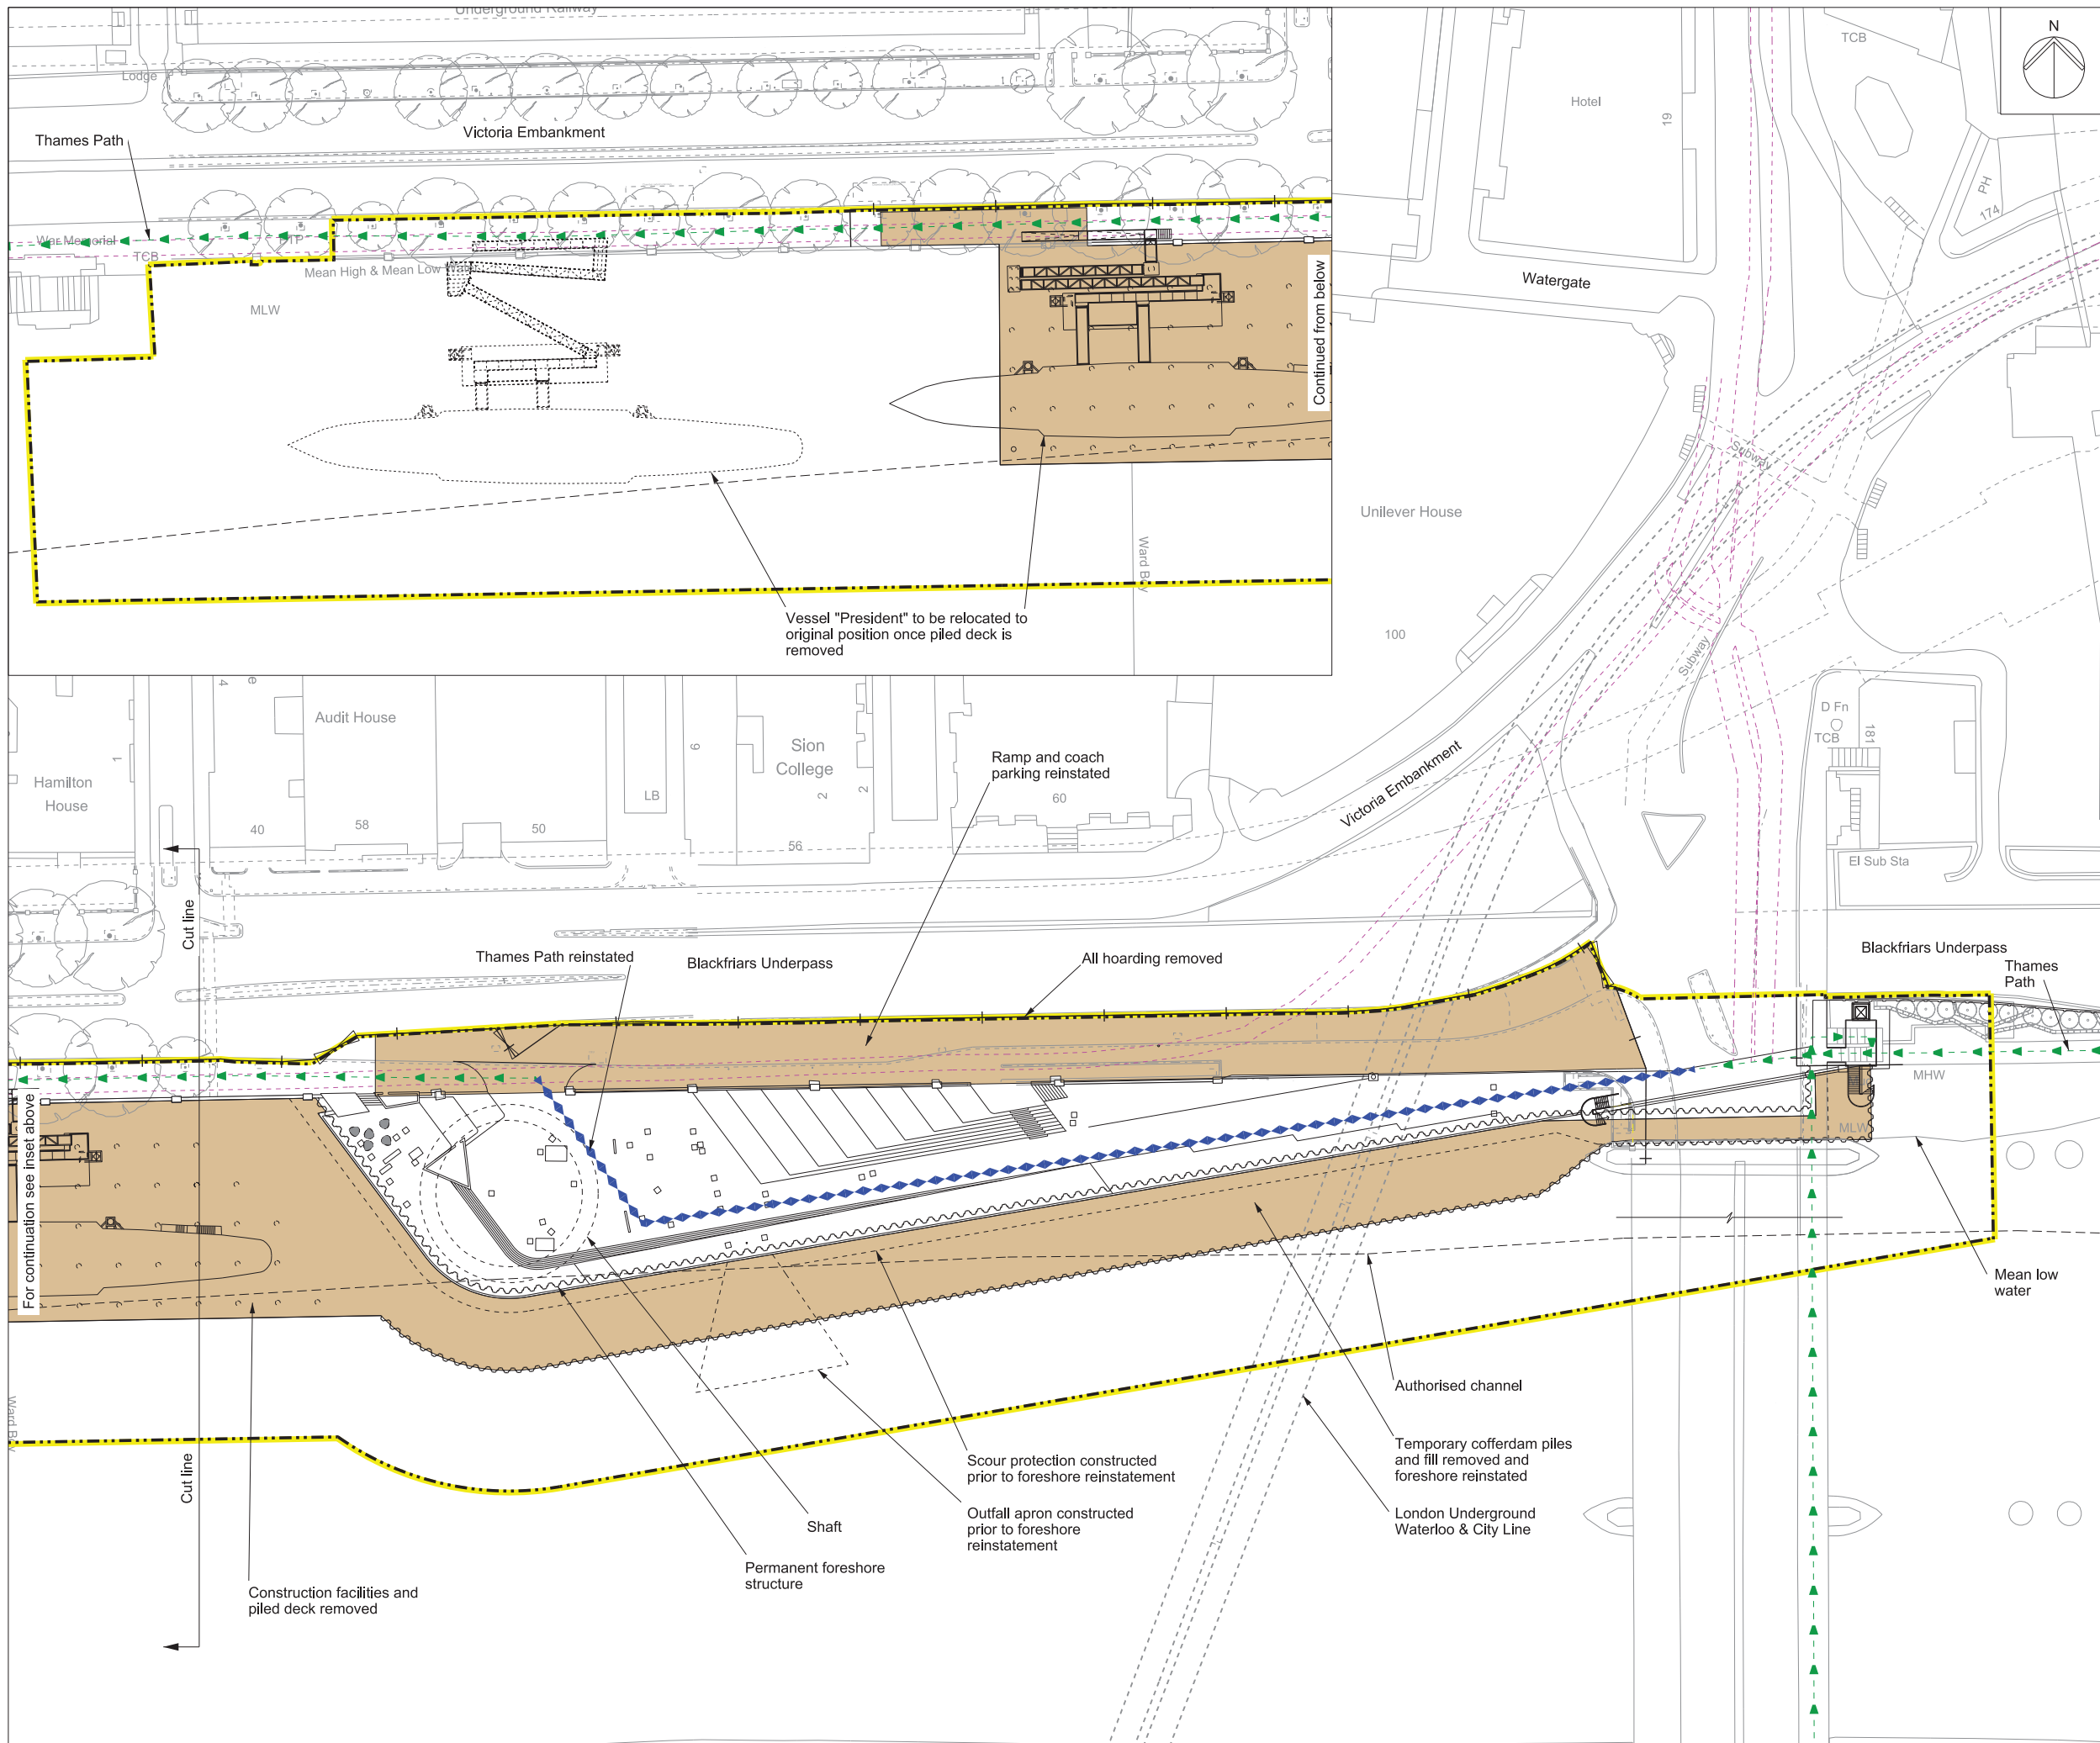 Underground Railway
Lodge
Thames Path
Victoria Embankment
War Memorial
TCB
Mean High & Mean Low Water
MLW
Continued from below
Vessel "President" to be relocated to
original position once piled deck is
removed
N
TCB
Hotel
19
PH
174
Watergate
Subway
Unilever House
100
Subway
D Fn
TCB
181
El Sub Sta
Victoria Embankment
4
Audit House
1
Hamilton
House
40
58
50
LB
9
Sion
College
2
2
56
60
Ramp and coach
parking reinstated
Cut line
Thames Path reinstated
Blackfriars Underpass
All hoarding removed
Blackfriars Underpass
Thames
Path
MHW
MLW
For continuation see inset above
Mean low
water
Authorised channel
Temporary cofferdam piles
and fill removed and
foreshore reinstated
Scour protection constructed
prior to foreshore reinstatement
Outfall apron constructed
prior to foreshore
reinstatement
London Underground
Waterloo & City Line
Shaft
Permanent foreshore
structure
Construction facilities and
piled deck removed
Cut line